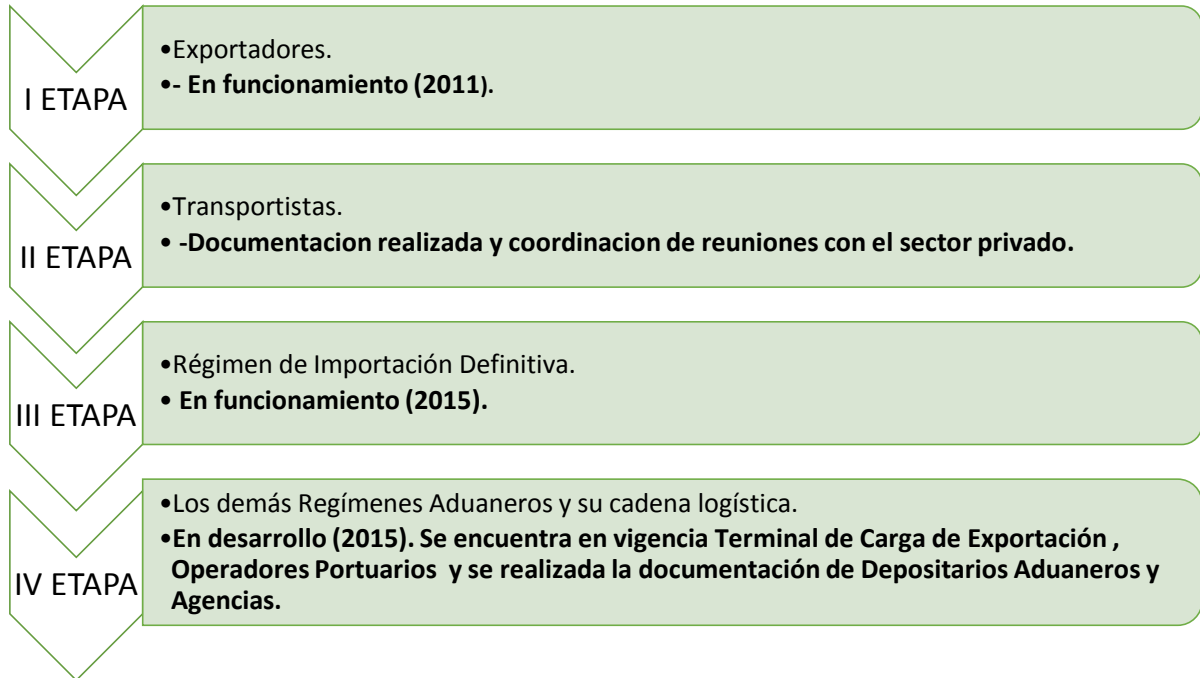 I ETAPA
•Exportadores.
•- En funcionamiento (2011).
II ETAPA
•Transportistas.
• -Documentacion realizada y coordinacion de reuniones con el sector privado.
III ETAPA
•Régimen de Importación Definitiva.
• En funcionamiento (2015).
IV ETAPA
•Los demás Regímenes Aduaneros y su cadena logística.
•En desarrollo (2015). Se encuentra en vigencia Terminal de Carga de Exportación ,
Operadores Portuarios y se realizada la documentación de Depositarios Aduaneros y
Agencias.